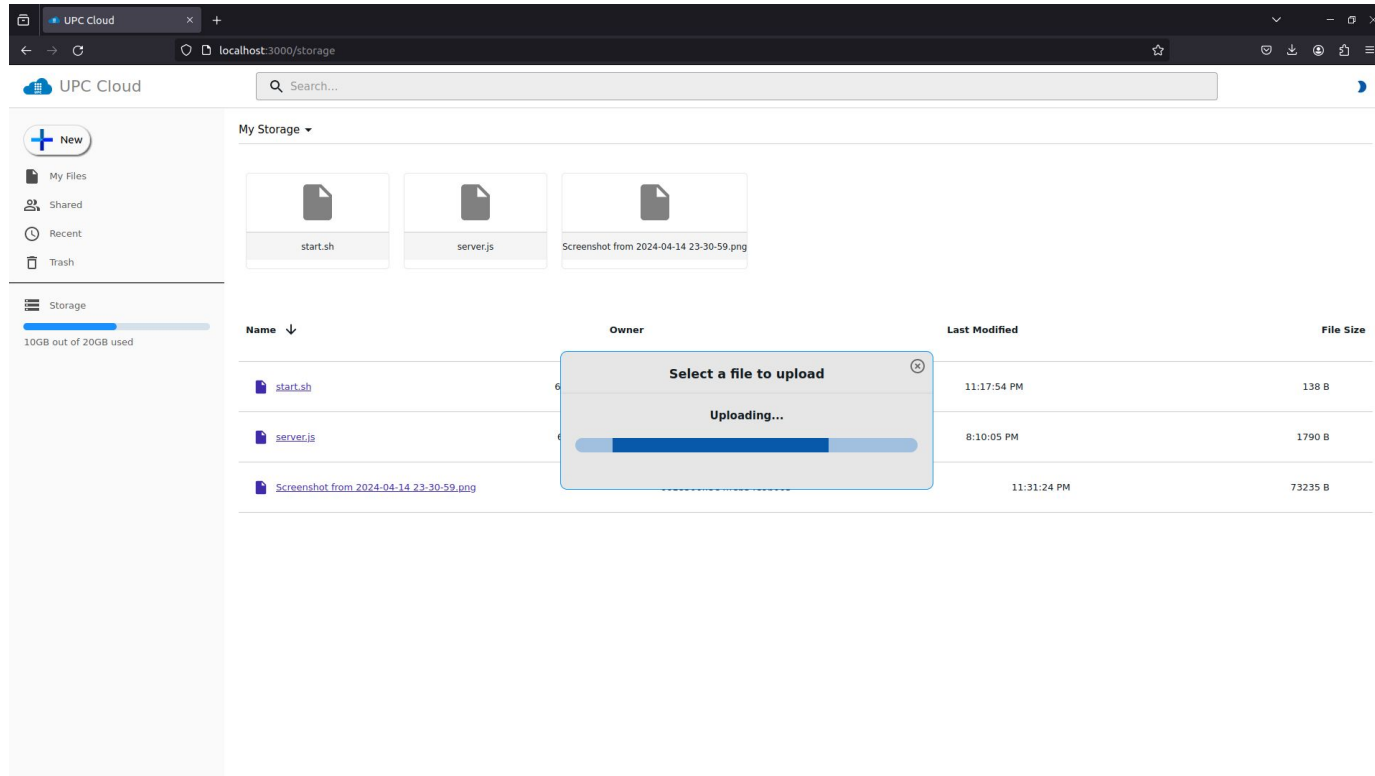 UPC Cloud
localhost:3000/storage
UPC Cloud
Search...
New
My Files
Shared
Recent
Trash
Storage
10GB out of 20GB used
My Storage
start.sh
server.js
Screenshot from 2024-04-14 23-30-59.png
Name Owner Last Modified File Size
start.sh 11:17:54 PM 138 B
server.js 8:10:05 PM 1790 B
Screenshot from 2024-04-14 23-30-59.png 11:31:24 PM 73235 B
Select a file to upload
Uploading...